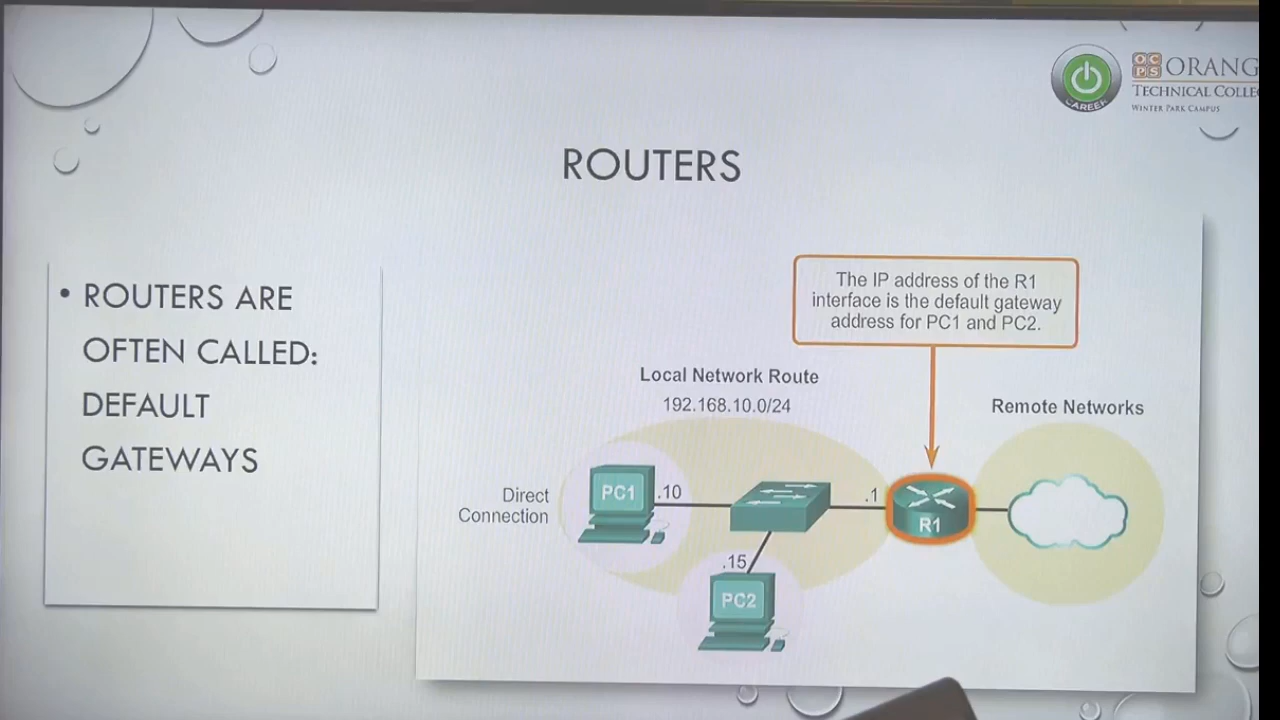 OCPS
ORANG
TECHNICAL COLLE
WINTER PARK CAMPUS
CAREER
ROUTERS
• ROUTERS ARE
OFTEN CALLED:
DEFAULT
GATEWAYS
The IP address of the R1
interface is the default gateway
address for PC1 and PC2.
Local Network Route
192.168.10.0/24
Remote Networks
Direct
Connection
PC1
.10
.1
R1
.15
PC2